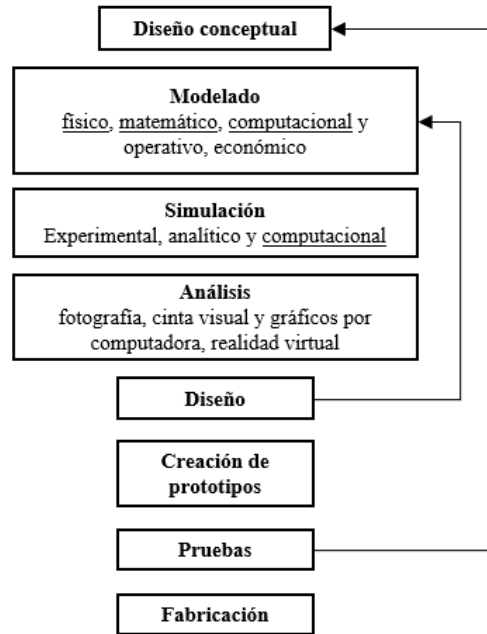 Diseño conceptual
Modelado
físico, matemático, computacional y
operativo, económico
Simulación
Experimental, analítico y computacional
Análisis
fotografía, cinta visual y gráficos por
computadora, realidad virtual
Diseño
Creación de
prototipos
Pruebas
Fabricación